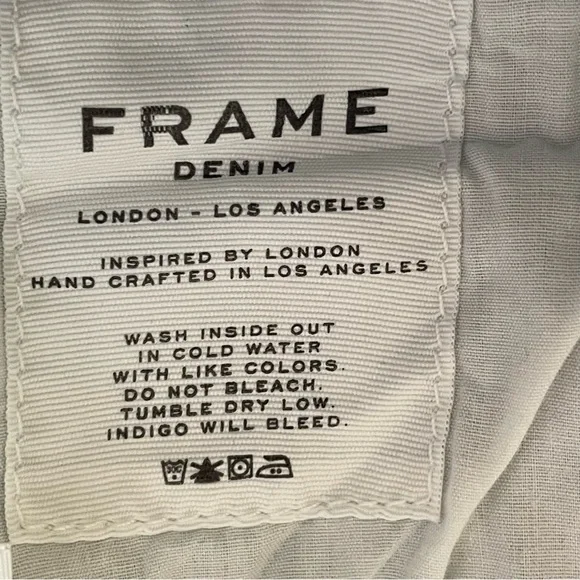 FRAME
DENIM
LONDON - LOS ANGELES
INSPIRED BY LONDON
HAND CRAFTED IN LOS ANGELES
WASH INSIDE OUT
IN COLD WATER
WITH LIKE COLORS.
DO NOT BLEACH.
TUMBLE DRY LOW.
INDIGO WILL BLEED.